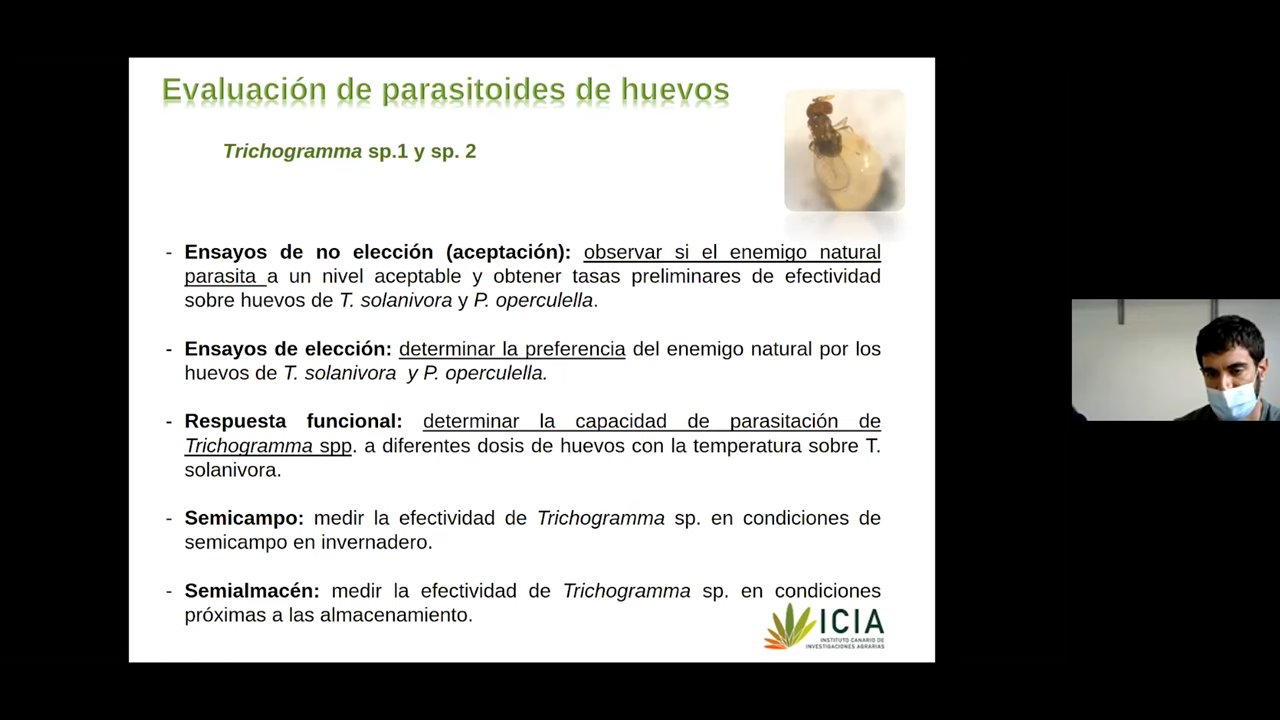 Evaluación de parasitoides de huevos
Trichogramma sp.1 y sp. 2
- Ensayos de no elección (aceptación): observar si el enemigo natural
parasita a un nivel aceptable y obtener tasas preliminares de efectividad
sobre huevos de T. solanivora y P. operculella.
- Ensayos de elección: determinar la preferencia del enemigo natural por los
huevos de T. solanivora y P. operculella.
- Respuesta funcional: determinar la capacidad de parasitación de
Trichogramma spp. a diferentes dosis de huevos con la temperatura sobre T.
solanivora.
- Semicampo: medir la efectividad de Trichogramma sp. en condiciones de
semicampo en invernadero.
- Semialmacén: medir la efectividad de Trichogramma sp. en condiciones
próximas a las almacenamiento.
ICIA
INSTITUTO CANARIO DE
INVESTIGACIONES AGRARIAS